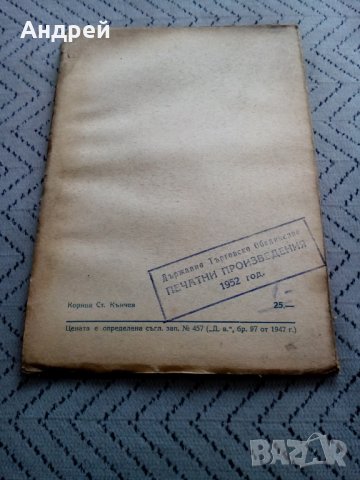 Андрей
Държавно Търговско Обединение
ПЕЧАТНИ ПРОИЗВЕДЕНИЯ
1952 год.
Корица Ст. Кънчев
25.—
Цената е определена съгл. зап. № 457 („Д. в.“, бр. 97 от 1947 г.)
BAZAR